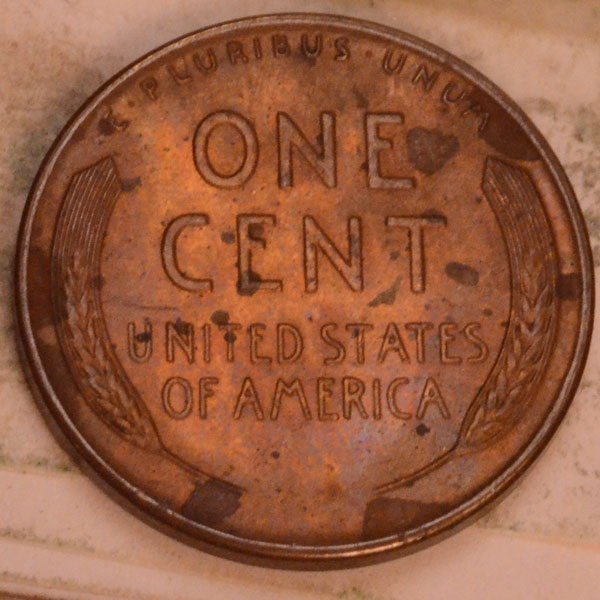 E · PLURIBUS · UNUM
ONE
CENT
UNITED STATES
OF AMERICA